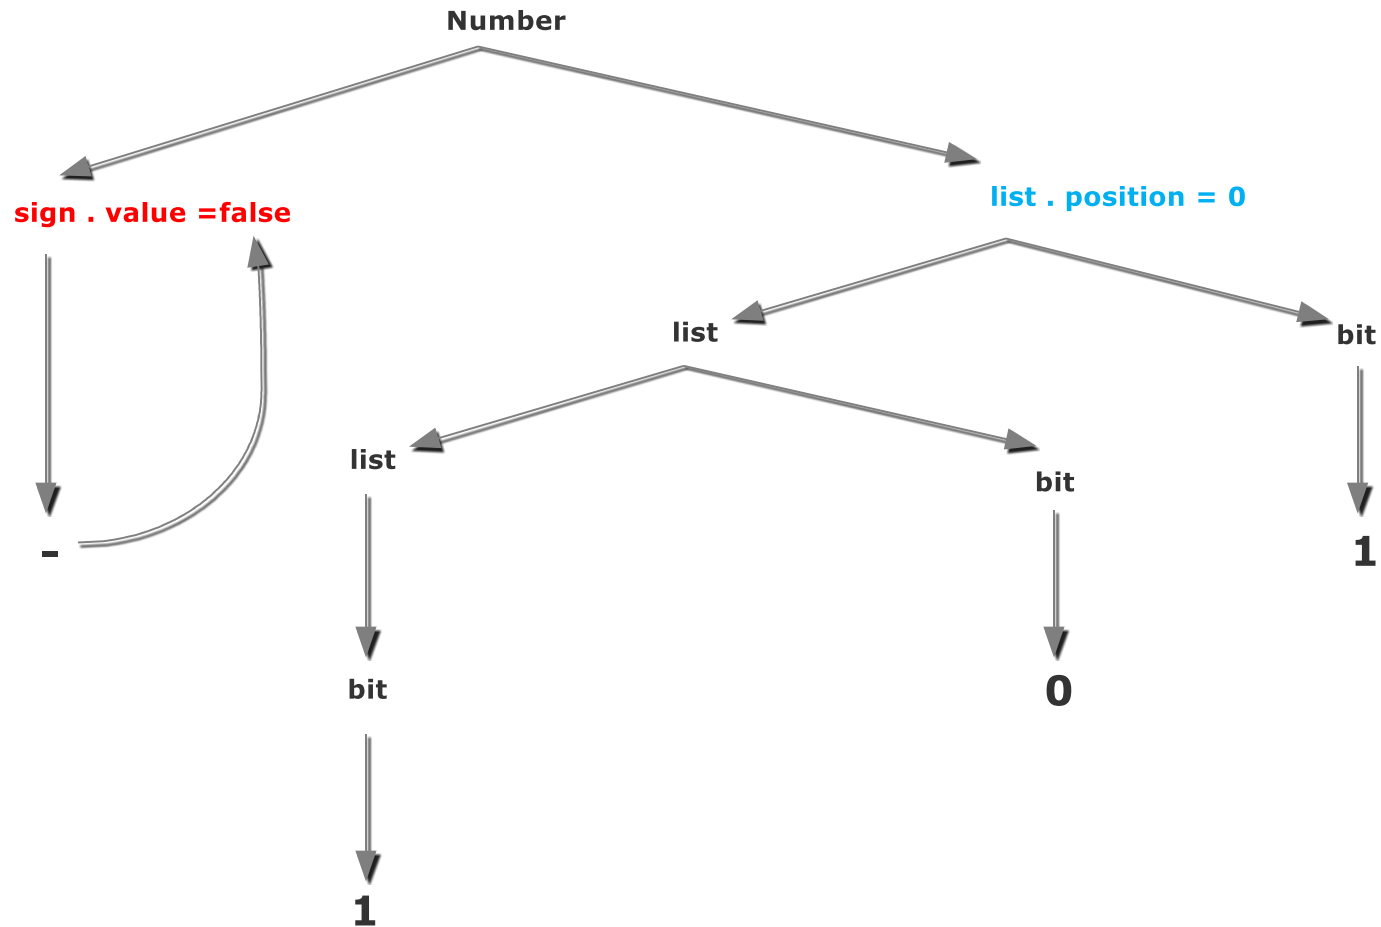 Number
sign . value =false
list . position = 0
list
bit
list
bit
-
1
bit
0
1